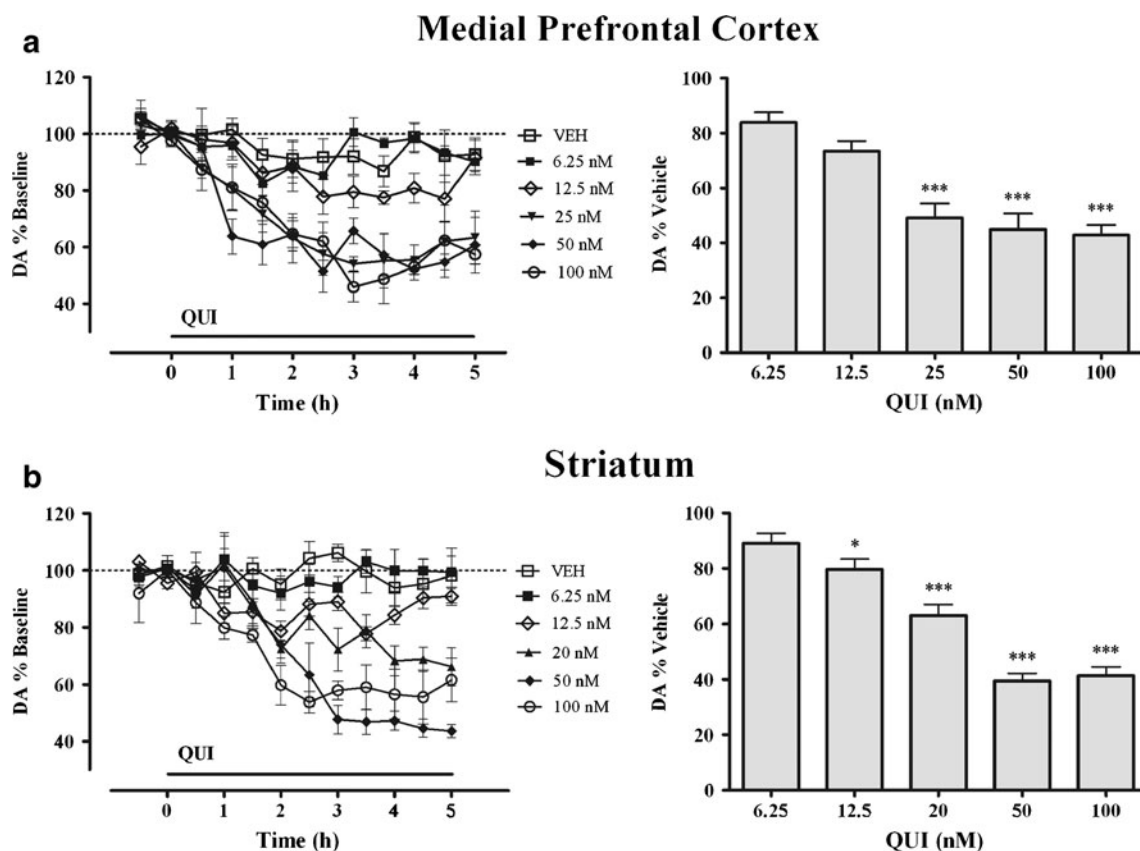 Medial Prefrontal Cortex
a
120
100
80
60
40
DA % Baseline
QUI
0 1 2 3 4 5
Time (h)
VEH
6.25 nM
12.5 nM
25 nM
50 nM
100 nM
100
80
60
40
20
0
DA % Vehicle
*** *** ***
6.25 12.5 25 50 100
QUI (nM)
Striatum
b
120
100
80
60
40
DA % Baseline
QUI
0 1 2 3 4 5
Time (h)
VEH
6.25 nM
12.5 nM
20 nM
50 nM
100 nM
100
80
60
40
20
0
DA % Vehicle
* *** *** ***
6.25 12.5 20 50 100
QUI (nM)